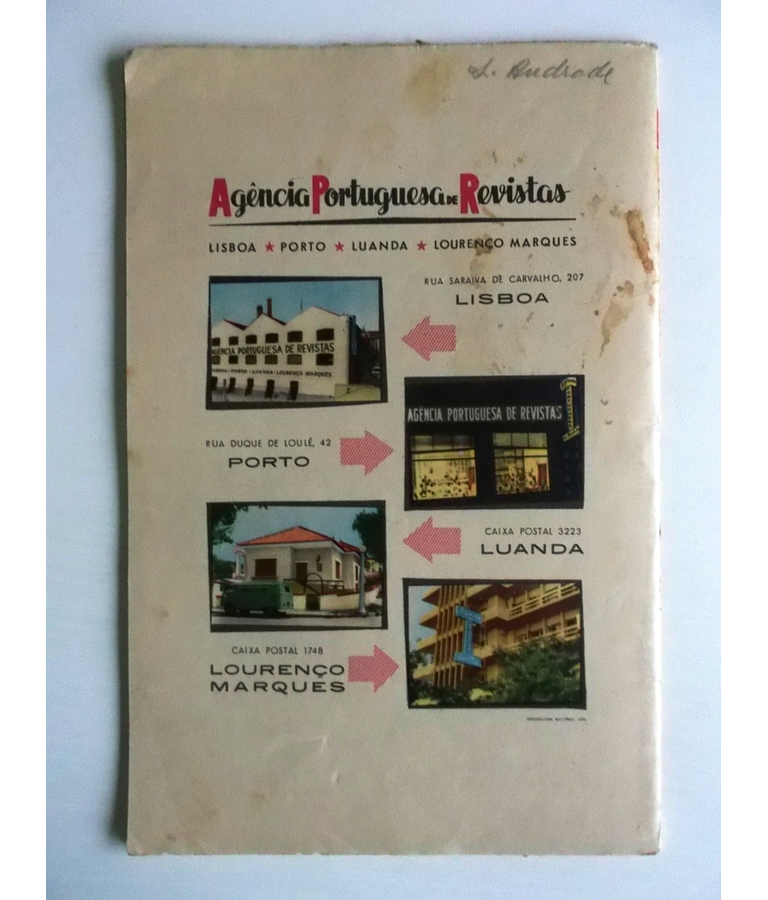 Andrade
Agência Portuguesa DE Revistas
LISBOA ★ PORTO ★ LUANDA ★ LOURENÇO MARQUES
RUA SARAIVA DE CARVALHO, 207
LISBOA
AGÊNCIA PORTUGUESA DE REVISTAS
LISBOA - PORTO - LUANDA - LOURENÇO MARQUES
AGÊNCIA PORTUGUESA DE REVISTAS
RUA DUQUE DE LOULÉ, 42
PORTO
CAIXA POSTAL 3223
LUANDA
CAIXA POSTAL 1748
LOURENÇO
MARQUES